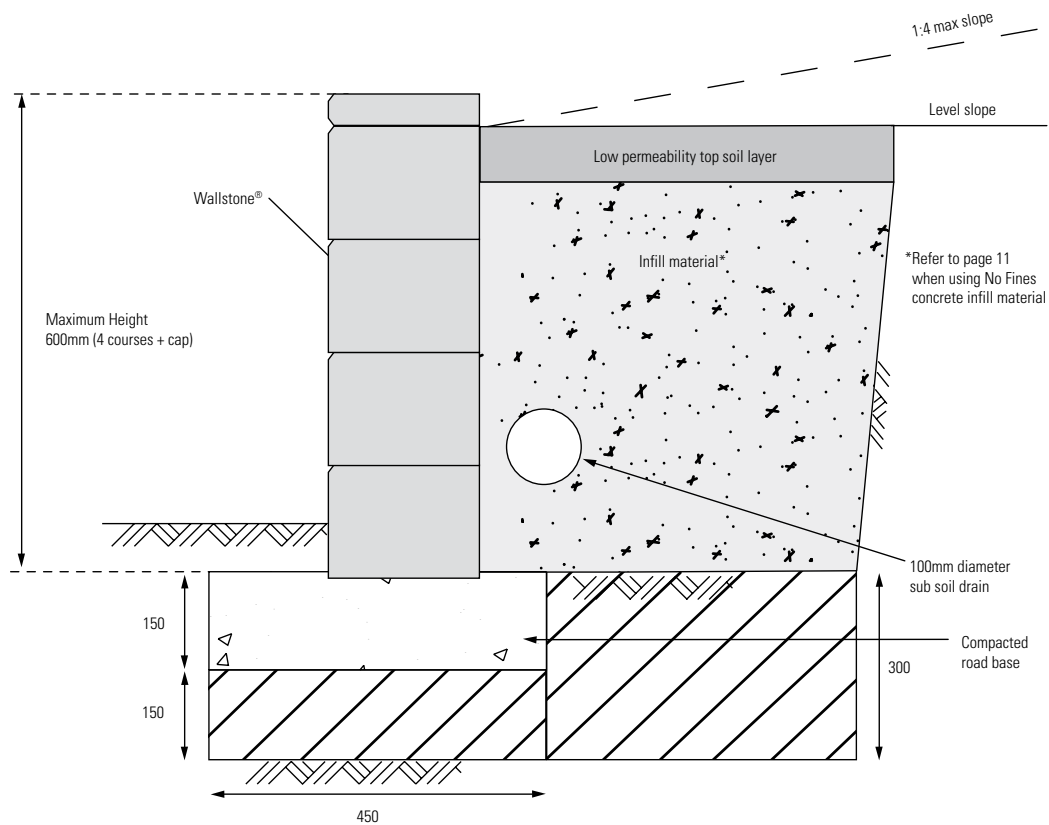 1:4 max slope
Level slope
Low permeability top soil layer
Wallstone®
Infill material*
*Refer to page 11
when using No Fines
concrete infill material
Maximum Height
600mm (4 courses + cap)
100mm diameter
sub soil drain
150
Compacted
road base
300
150
450